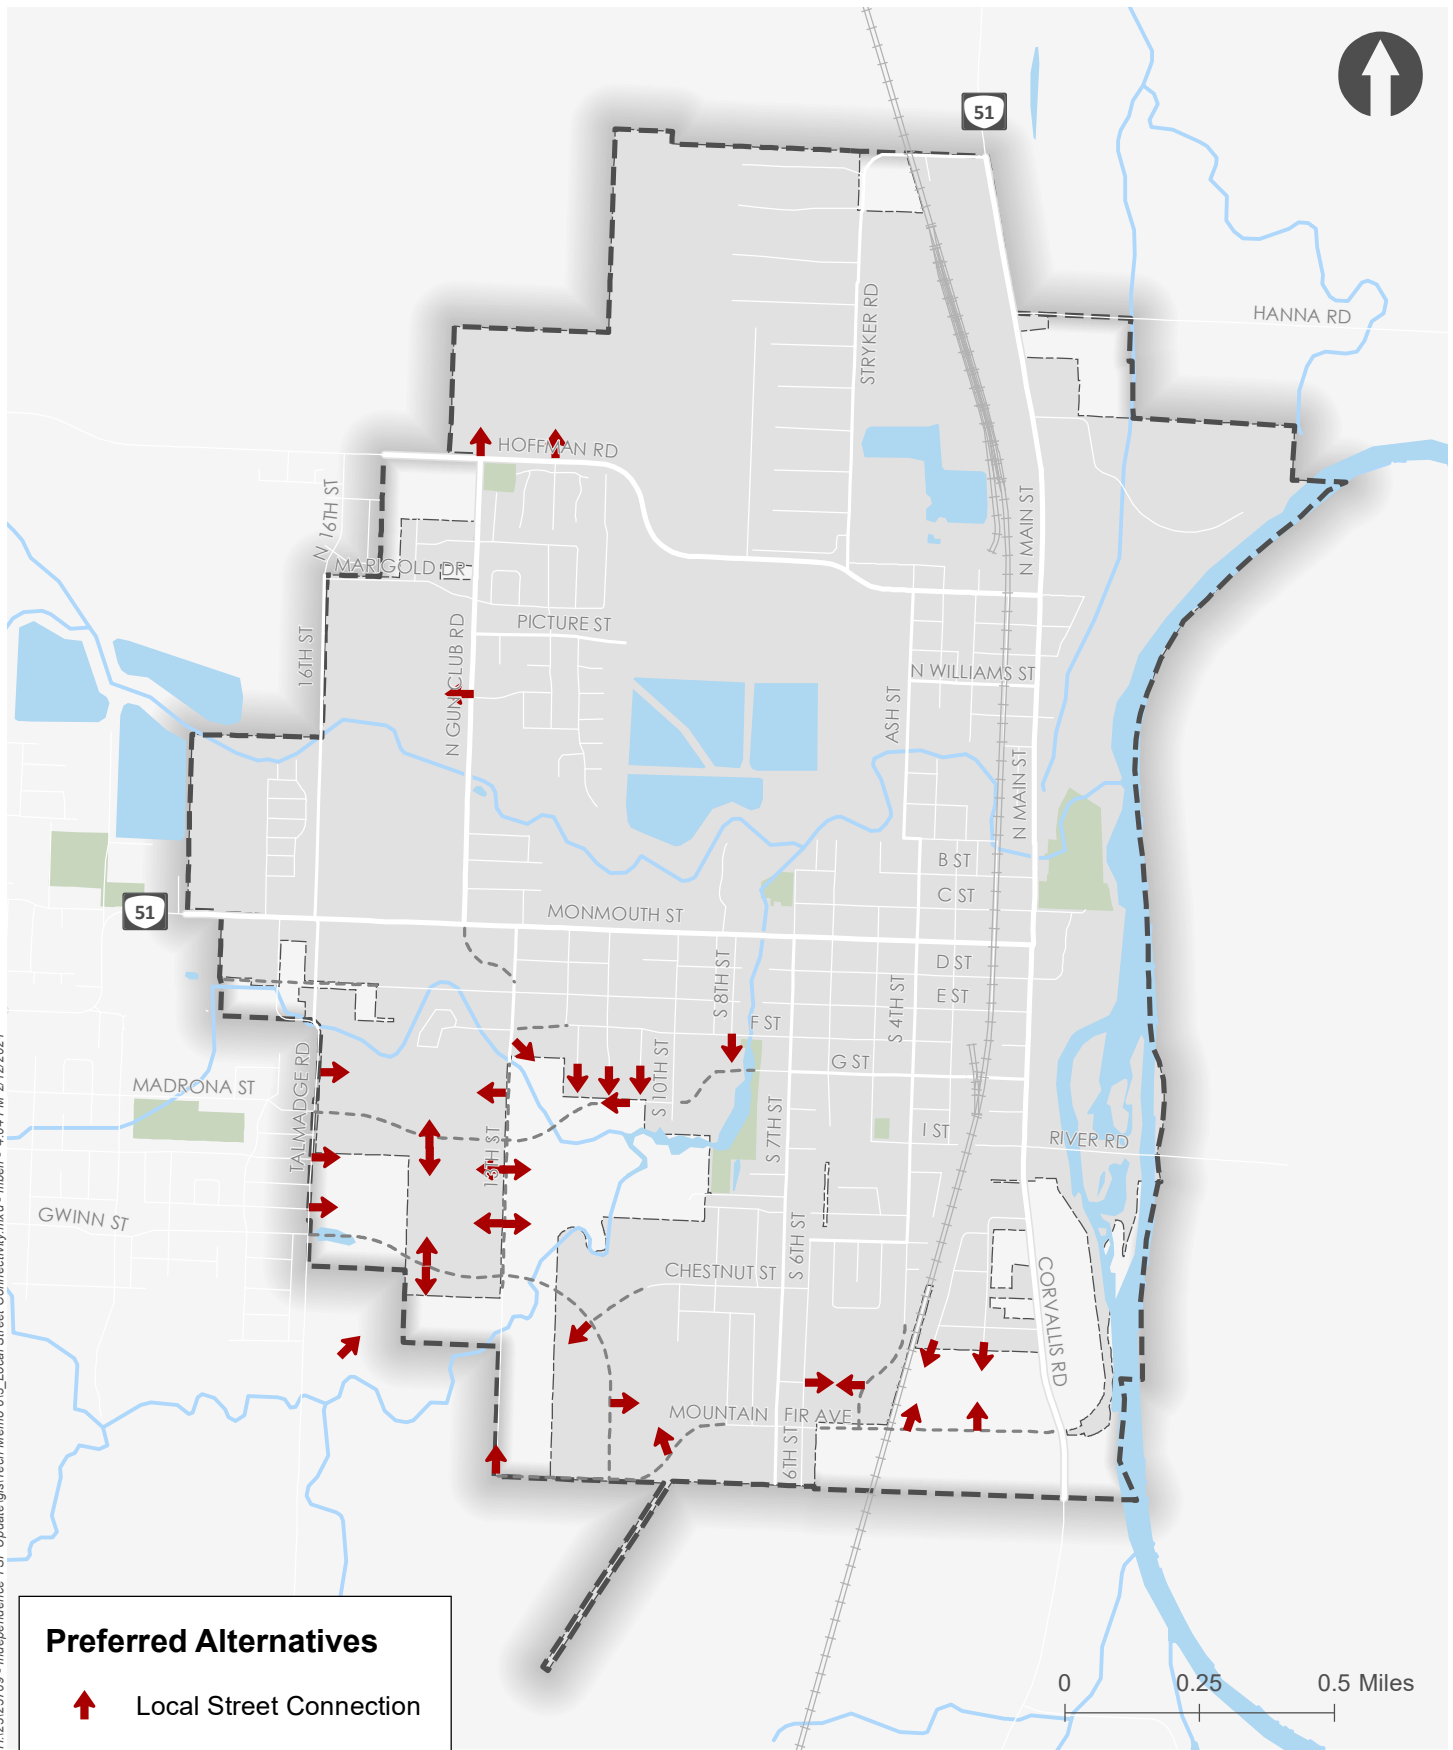 51
HANNA RD
STRYKER RD
HOFFMAN RD
N 16TH ST
N MAIN ST
MARIGOLD DR
PICTURE ST
N GUN CLUB RD
16TH ST
N WILLIAMS ST
ASH ST
N MAIN ST
B ST
C ST
51
MONMOUTH ST
D ST
S 8TH ST
E ST
S 4TH ST
F ST
G ST
S 10TH ST
TALMADGE RD
MADRONA ST
S 7TH ST
I ST
RIVER RD
13TH ST
GWINN ST
S 6TH ST
CHESTNUT ST
CORVALLIS RD
MOUNTAIN FIR AVE
6TH ST
Preferred Alternatives
Local Street Connection
0 0.25 0.5 Miles